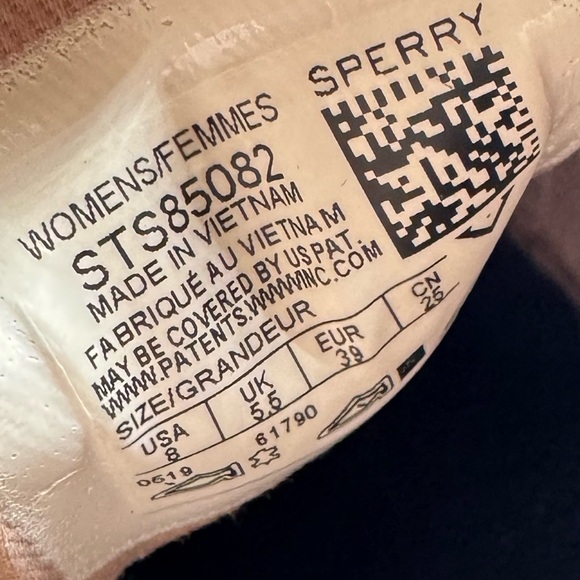 SPERRY
WOMENS/FEMMES
STS85082
MADE IN VIETNAM
FABRIQUÉ AU VIETNAM
MAY BE COVERED BY US PAT.
WWW.PATENTS.WWWINC.COM
SIZE/GRANDEUR
USA UK EUR CN
8 5.5 39 25
0619 61790